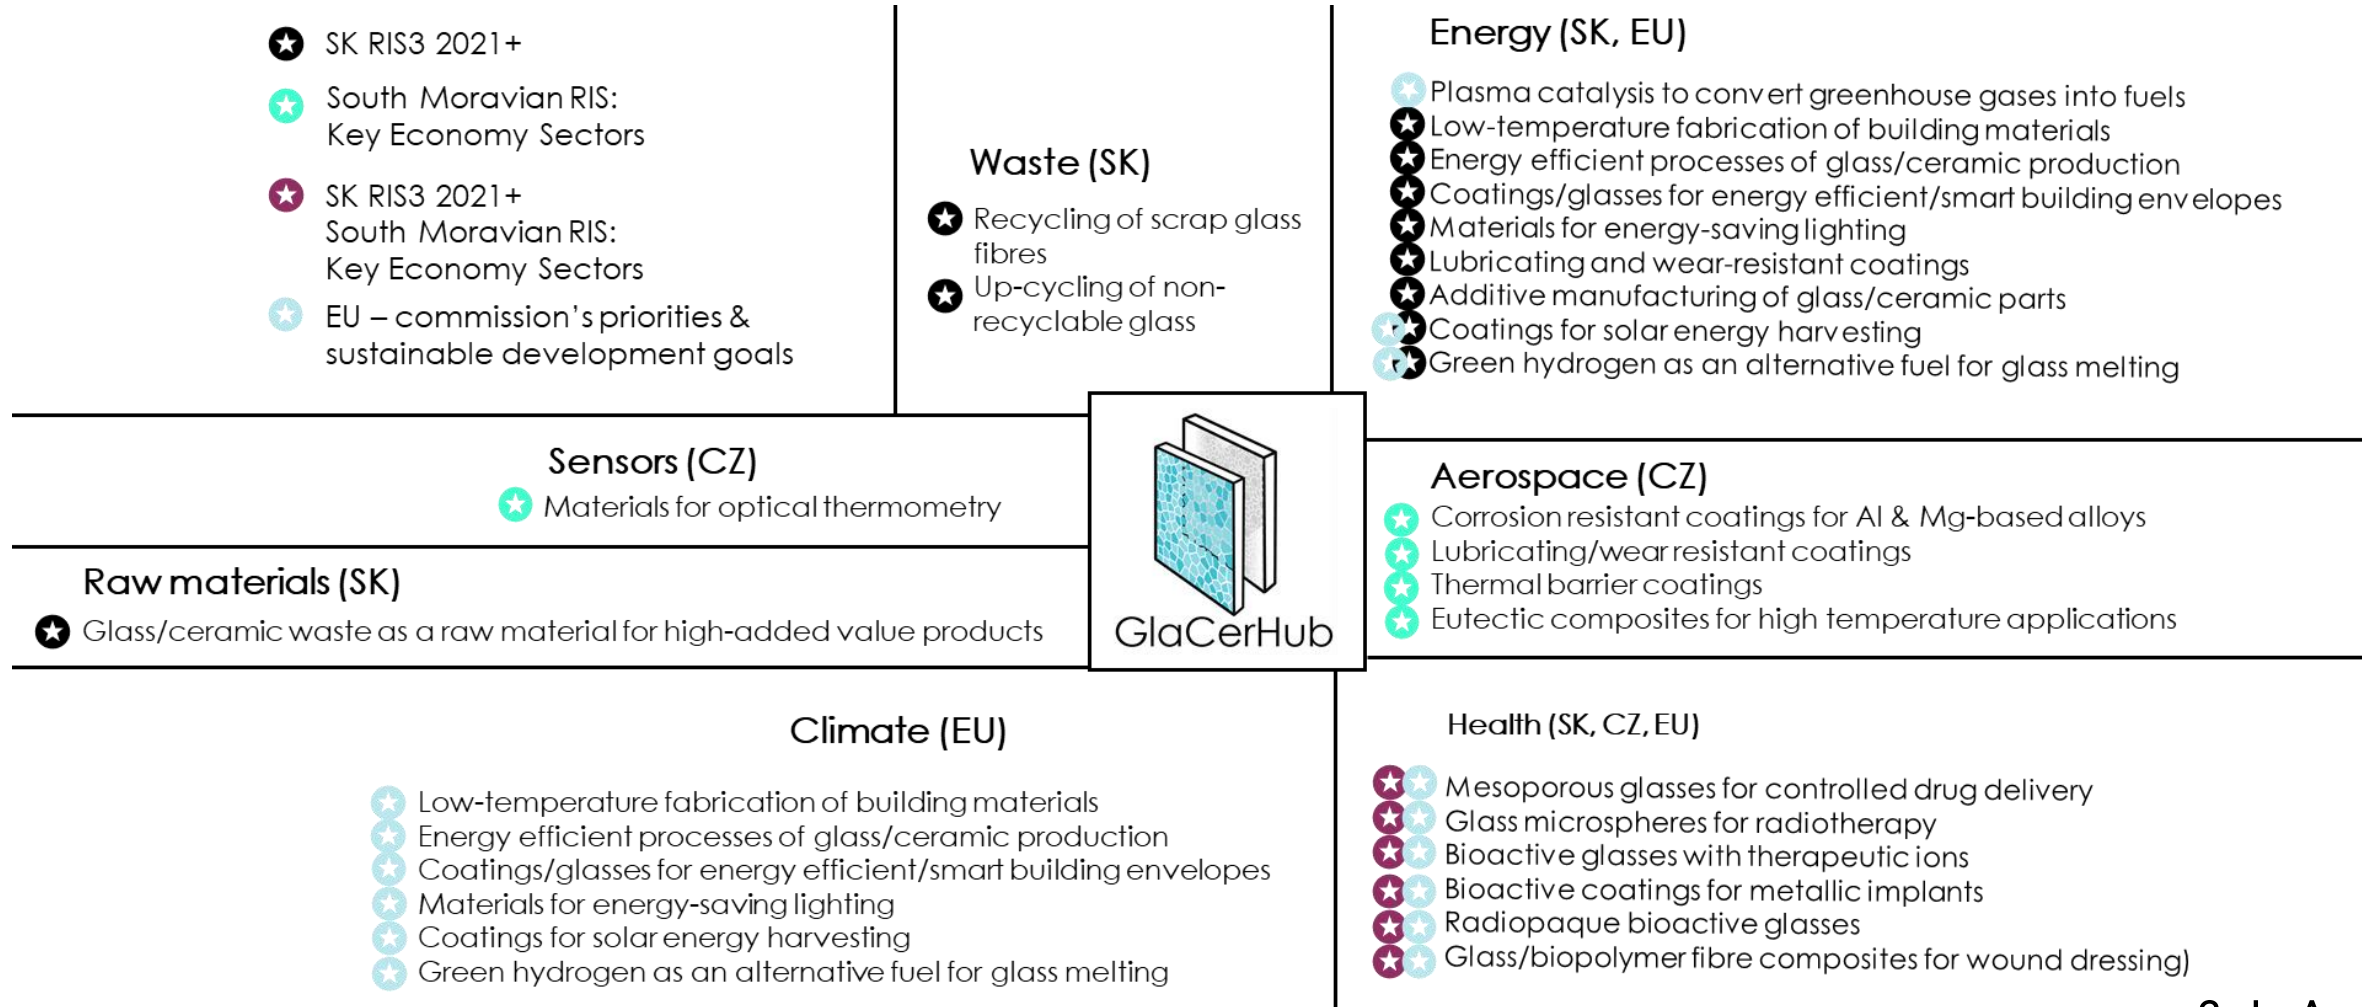 SK RIS3 2021+
South Moravian RIS:
Key Economy Sectors
SK RIS3 2021+
South Moravian RIS:
Key Economy Sectors
EU – commission's priorities &
sustainable development goals
Waste (SK)
Recycling of scrap glass
fibres
Up-cycling of non-
recyclable glass
Energy (SK, EU)
Plasma catalysis to convert greenhouse gases into fuels
Low-temperature fabrication of building materials
Energy efficient processes of glass/ceramic production
Coatings/glasses for energy efficient/smart building envelopes
Materials for energy-saving lighting
Lubricating and wear-resistant coatings
Additive manufacturing of glass/ceramic parts
Coatings for solar energy harvesting
Green hydrogen as an alternative fuel for glass melting
Sensors (CZ)
Materials for optical thermometry
Raw materials (SK)
Glass/ceramic waste as a raw material for high-added value products
GlaCerHub
Aerospace (CZ)
Corrosion resistant coatings for Al & Mg-based alloys
Lubricating/wear resistant coatings
Thermal barrier coatings
Eutectic composites for high temperature applications
Climate (EU)
Low-temperature fabrication of building materials
Energy efficient processes of glass/ceramic production
Coatings/glasses for energy efficient/smart building envelopes
Materials for energy-saving lighting
Coatings for solar energy harvesting
Green hydrogen as an alternative fuel for glass melting
Health (SK, CZ, EU)
Mesoporous glasses for controlled drug delivery
Glass microspheres for radiotherapy
Bioactive glasses with therapeutic ions
Bioactive coatings for metallic implants
Radiopaque bioactive glasses
Glass/biopolymer fibre composites for wound dressing)